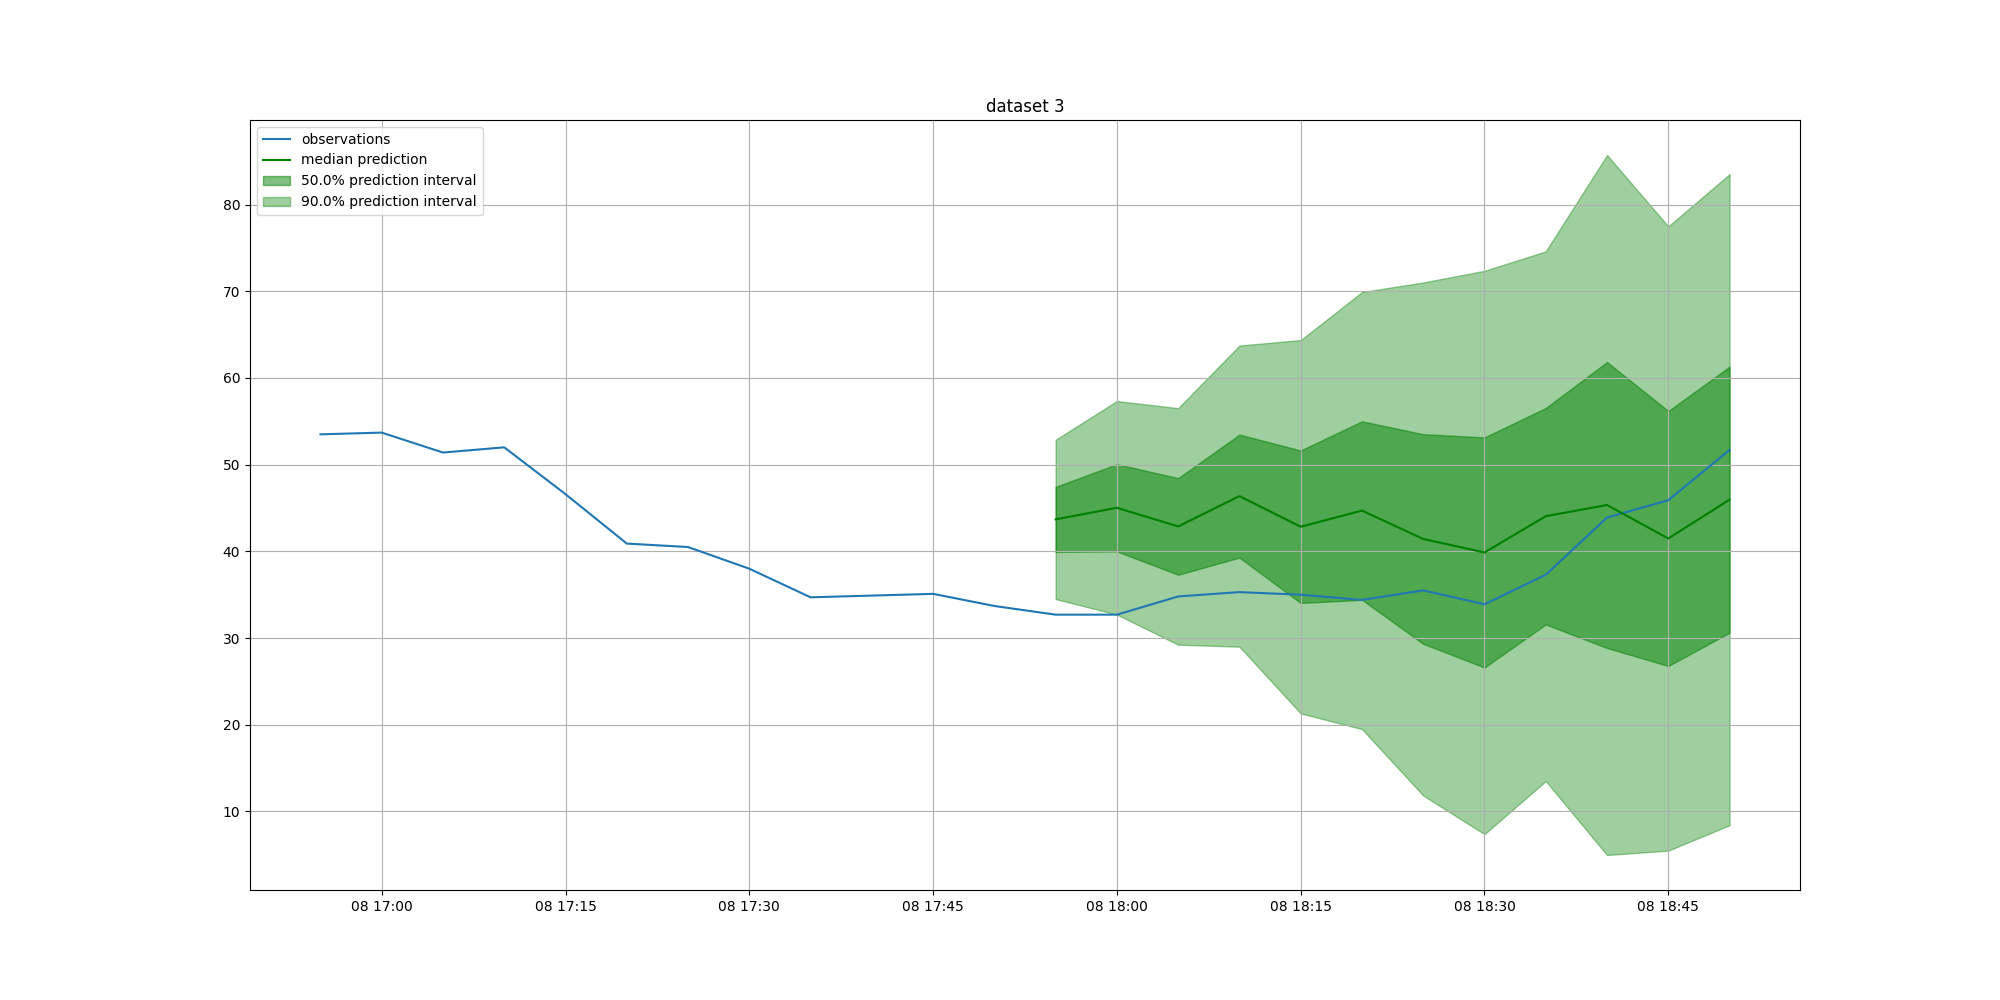 dataset 3
observations
median prediction
50.0% prediction interval
90.0% prediction interval
80
70
60
50
40
30
20
10
08 17:00 08 17:15 08 17:30 08 17:45 08 18:00 08 18:15 08 18:30 08 18:45